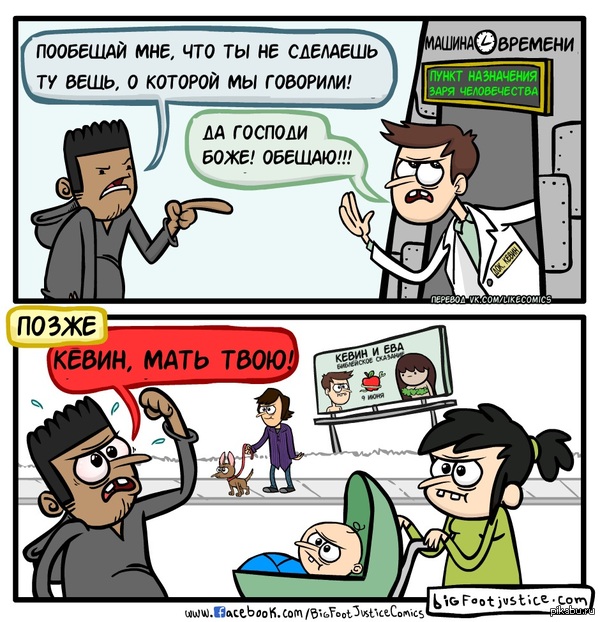 ПООБЕЩАЙ МНЕ, ЧТО ТЫ НЕ СДЕЛАЕШЬ
ТУ ВЕЩЬ, О КОТОРОЙ МЫ ГОВОРИЛИ!
МАШИНА ВРЕМЕНИ
ПУНКТ НАЗНАЧЕНИЯ
ЗАРЯ ЧЕЛОВЕЧЕСТВА
ДА ГОСПОДИ
БОЖЕ! ОБЕЩАЮ!!!
ДОК. КЕВИН
ПЕРЕВОД VK.COM/LIKECOMICS
ПОЗЖЕ
КЕВИН, МАТЬ ТВОЮ!
КЕВИН И ЕВА
БИБЛЕЙСКОЕ СКАЗАНИЕ
9 ИЮНЯ
www.facebook.com/BigFootJusticeComics
bigFootjustice.com
pikabu.ru